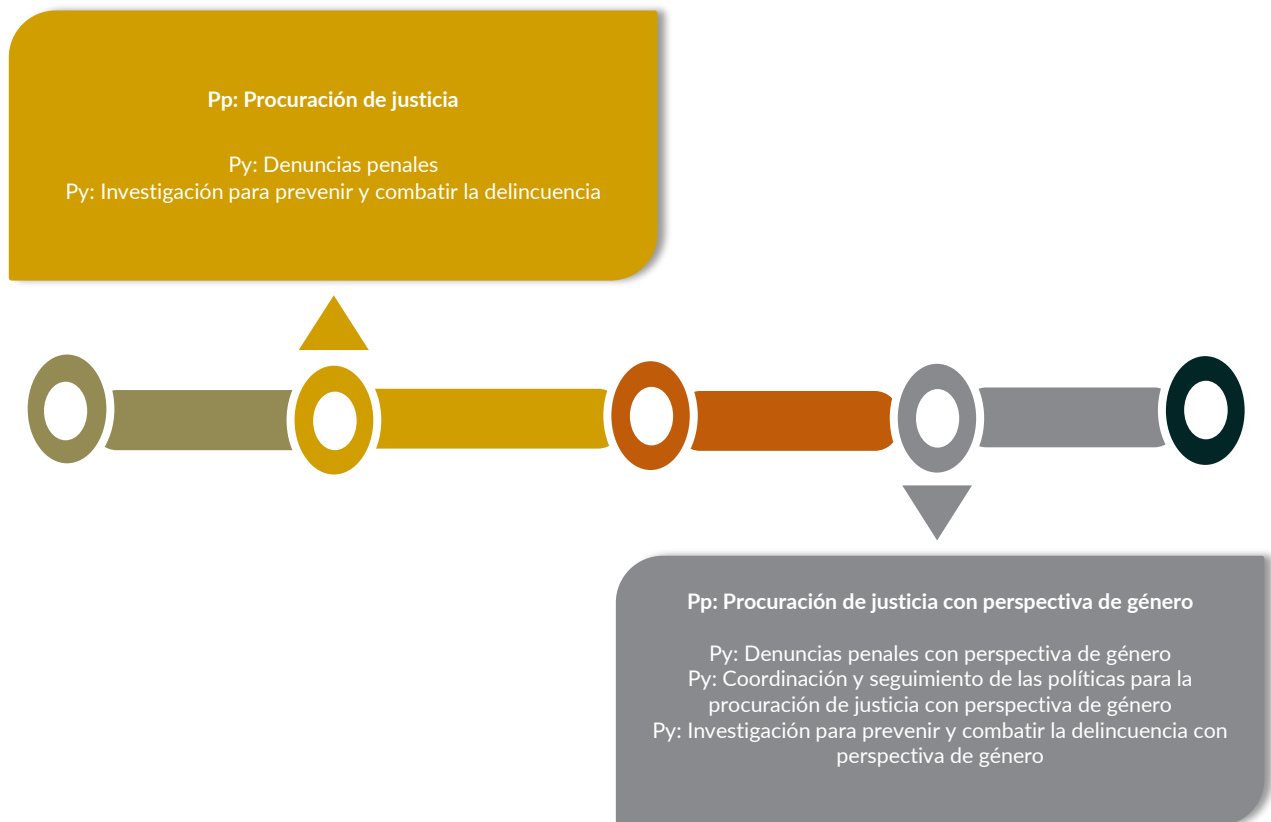 Pp: Procuración de justicia
Py: Denuncias penales
Py: Investigación para prevenir y combatir la delincuencia
Pp: Procuración de justicia con perspectiva de género
Py: Denuncias penales con perspectiva de género
Py: Coordinación y seguimiento de las políticas para la
procuración de justicia con perspectiva de género
Py: Investigación para prevenir y combatir la delincuencia con
perspectiva de género